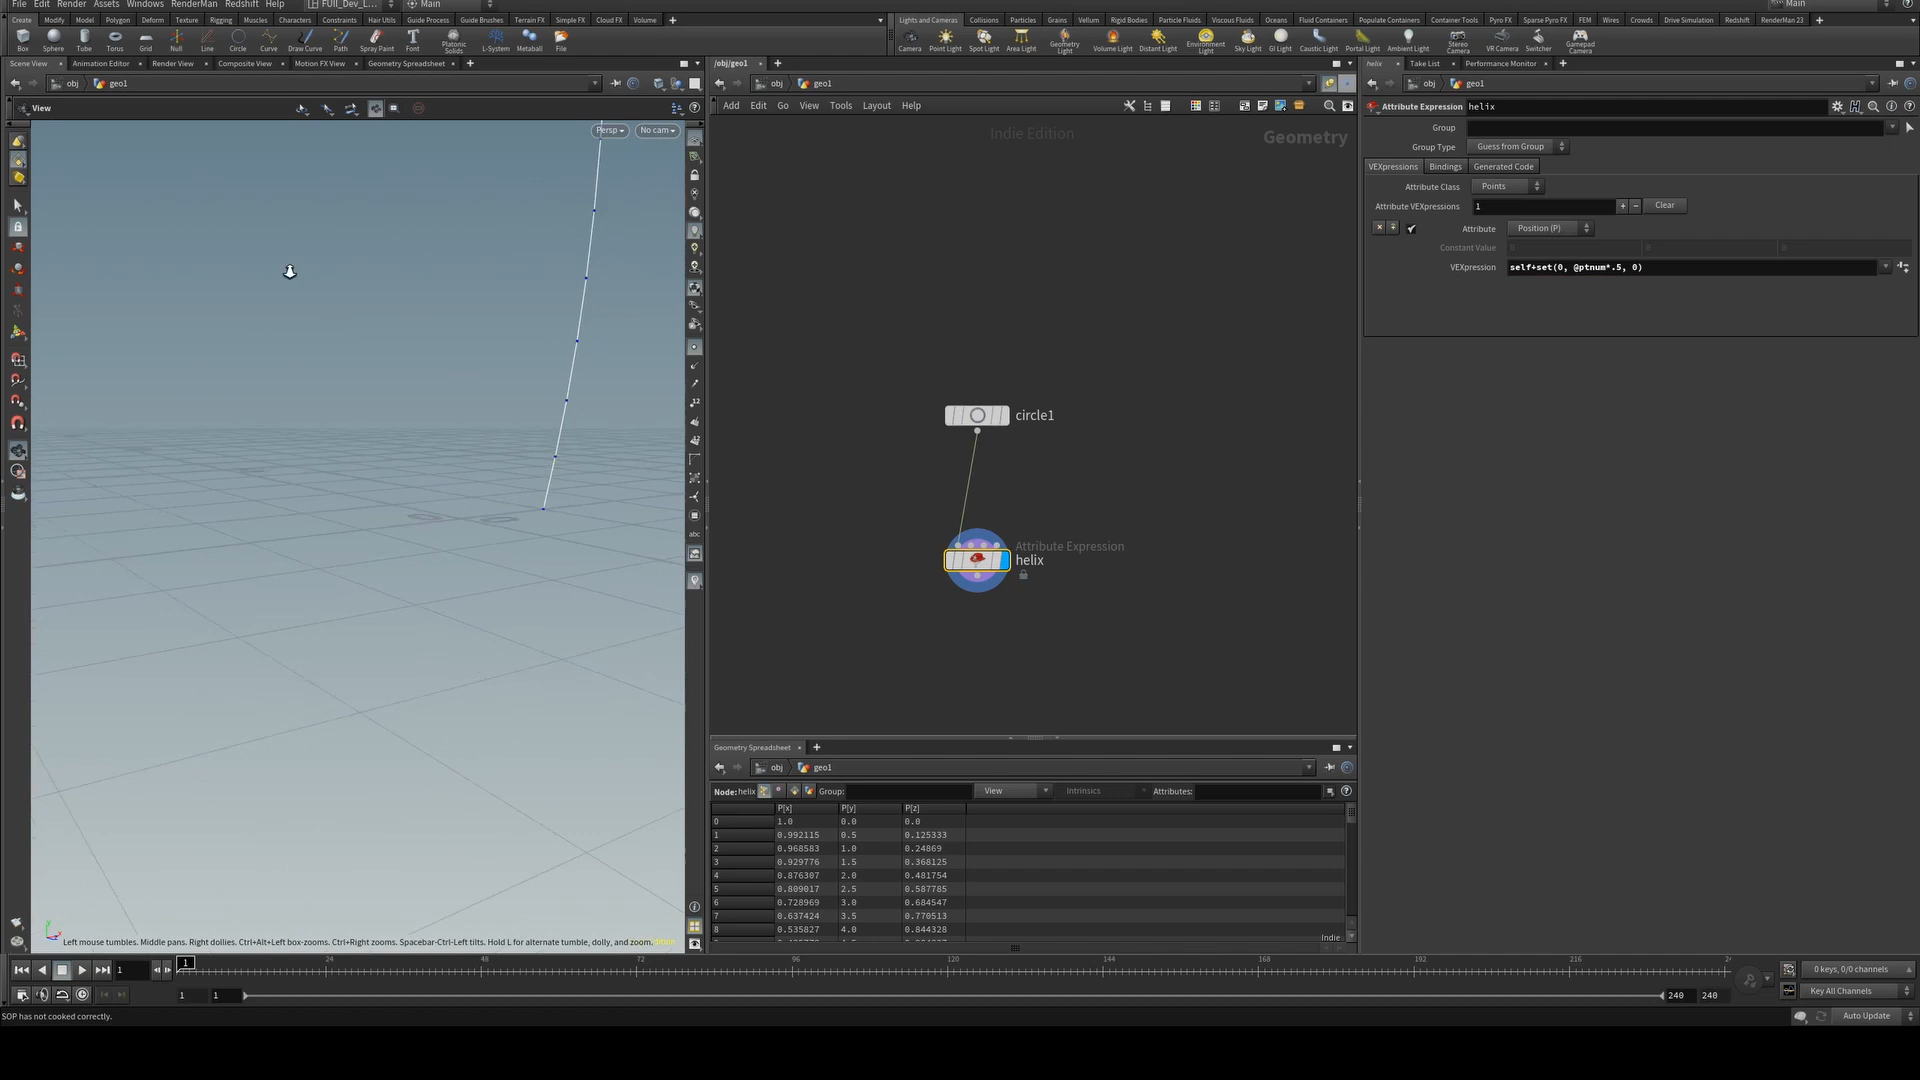 File Edit Render Assets Windows RenderMan Redshift Help FUll_Dev_L... Main Main
Create Modify Model Polygon Deform Texture Rigging Muscles Characters Constraints Hair Utils Guide Process Guide Brushes Terrain FX Simple FX Cloud FX Volume
Lights and Cameras Collisions Particles Grains Vellum Rigid Bodies Particle Fluids Viscous Fluids Oceans Fluid Containers Populate Containers Container Tools Pyro FX Sparse Pyro FX FEM Wires Crowds Drive Simulation Redshift RenderMan 23
Box Sphere Tube Torus Grid Null Line Circle Curve Draw Curve Path Spray Paint Font Platonic Solids L-System Metaball File
Camera Point Light Spot Light Area Light Geometry Light Volume Light Distant Light Environment Light Sky Light GI Light Caustic Light Portal Light Ambient Light Stereo Camera VR Camera Switcher Gamepad Camera
Scene View Animation Editor Render View Composite View Motion FX View Geometry Spreadsheet
/obj/geo1
helix Take List Performance Monitor
obj geo1
obj geo1
obj geo1
View
Add Edit Go View Tools Layout Help
Attribute Expression helix
Persp No cam
Indie Edition
Geometry
Group
Group Type Guess from Group
VEXpressions Bindings Generated Code
Attribute Class Points
Attribute VEXpressions 1 Clear
Attribute Position (P)
Constant Value 0 0 0
VEXpression self+set(0, @ptnum*.5, 0)
circle1
Attribute Expression
helix
abc
Geometry Spreadsheet
obj geo1
Node: helix Group: View Intrinsics Attributes:
P[x] P[y] P[z]
0 1.0 0.0 0.0
1 0.992115 0.5 0.125333
2 0.968583 1.0 0.24869
3 0.929776 1.5 0.368125
4 0.876307 2.0 0.481754
5 0.809017 2.5 0.587785
6 0.728969 3.0 0.684547
7 0.637424 3.5 0.770513
8 0.535827 4.0 0.844328
Indie
Left mouse tumbles. Middle pans. Right dollies. Ctrl+Alt+Left box-zooms. Ctrl+Right zooms. Spacebar-Ctrl-Left tilts. Hold L for alternate tumble, dolly, and zoom.
1 1 24 48 72 96 120 144 168 192 216
0 keys, 0/0 channels
1 1 240 240 Key All Channels
SOP has not cooked correctly. Auto Update